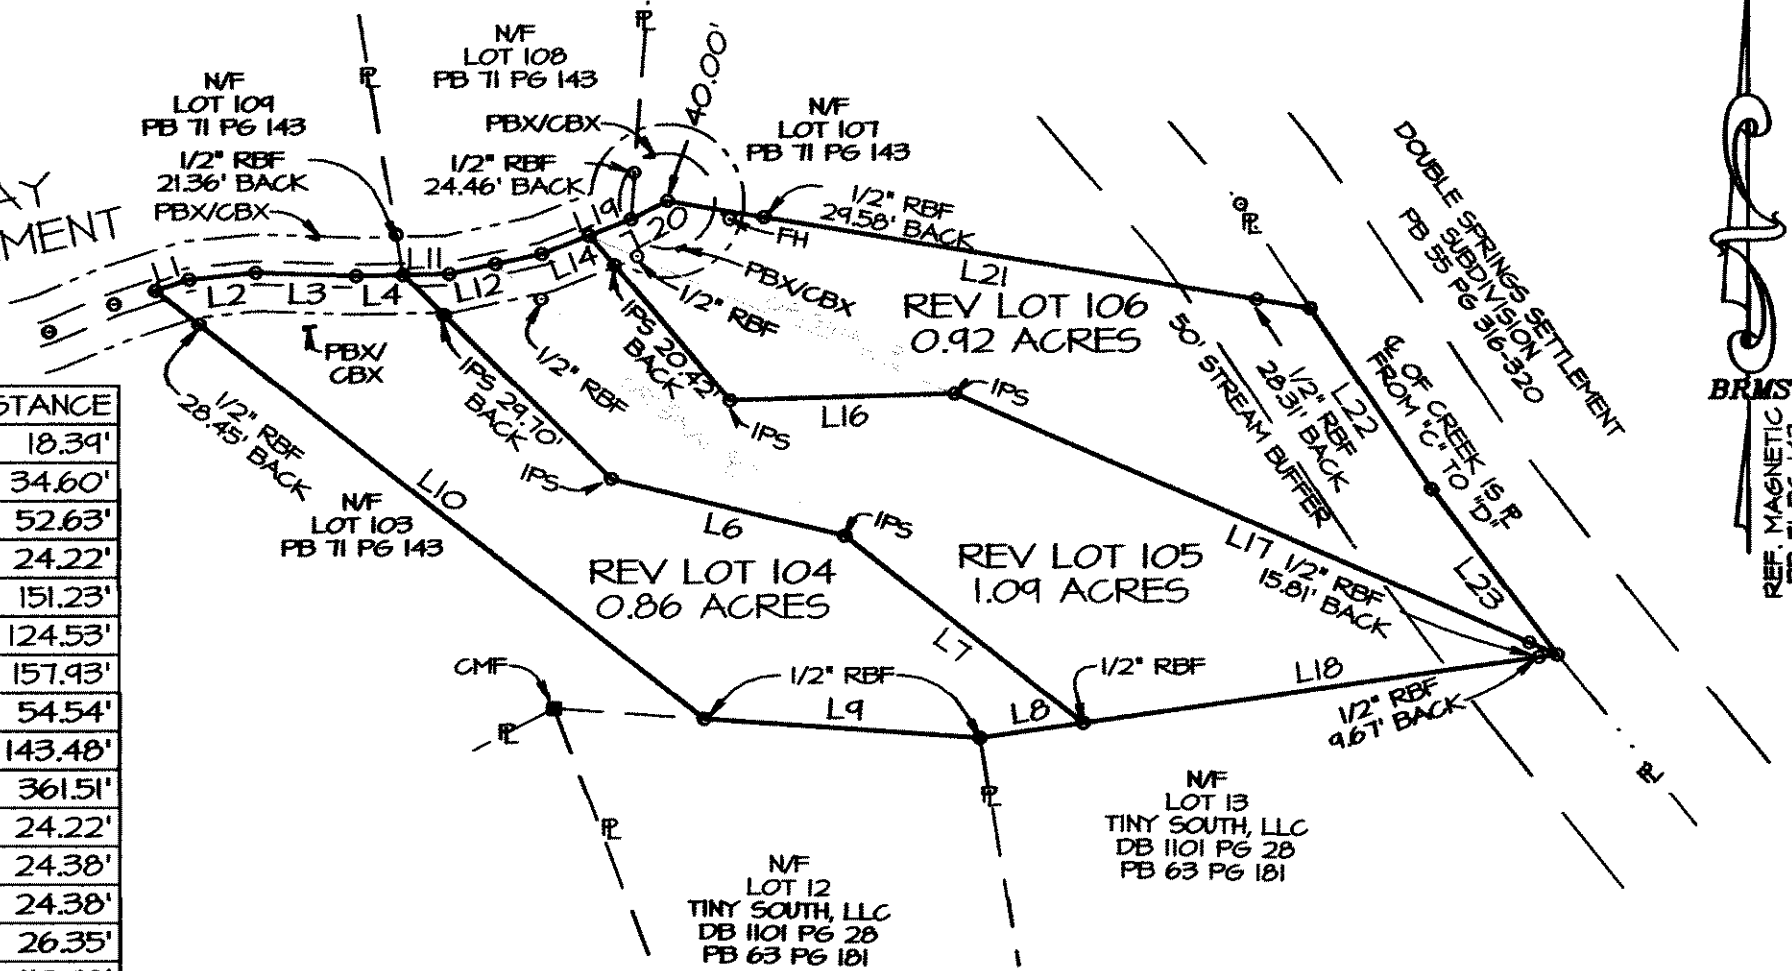 N/F
LOT 109
PB 71 PG 143
1/2" RBF
21.36' BACK
PBX/CBX
N/F
LOT 108
PB 71 PG 143
PBX/CBX
1/2" RBF
24.46' BACK
40.00'
N/F
LOT 107
PB 71 PG 143
1/2" RBF
29.58' BACK
FH
PBX/CBX
1/2" RBF
L1
L2
L3
L4
L11
L12
L14
L19
L20
L21
REV LOT 106
0.92 ACRES
DOUBLE SPRINGS SETTLEMENT
SUBDIVISION
PB 55 PG 316-320
50' STREAM BUFFER
1/2" RBF
28.31' BACK
L22
℄ OF CREEK IS ⅊
FROM "C" TO "D"
BRMS
REF. MAGNETIC
PBX/
CBX
1/2" RBF
28.45' BACK
IPS 29.70'
BACK
1/2" RBF
IPS 20.42'
BACK
IPS
L16
IPS
IPS
L10
N/F
LOT 103
PB 71 PG 143
L6
IPS
REV LOT 104
0.86 ACRES
REV LOT 105
1.09 ACRES
L17
1/2" RBF
15.81' BACK
L23
L7
CMF
1/2" RBF
1/2" RBF
L9
L8
L18
1/2" RBF
9.67' BACK
N/F
LOT 12
TINY SOUTH, LLC
DB 1101 PG 28
PB 63 PG 181
N/F
LOT 13
TINY SOUTH, LLC
DB 1101 PG 28
PB 63 PG 181
18.39'
34.60'
52.63'
24.22'
151.23'
124.53'
157.93'
54.54'
143.48'
361.51'
24.22'
24.38'
24.38'
26.35'